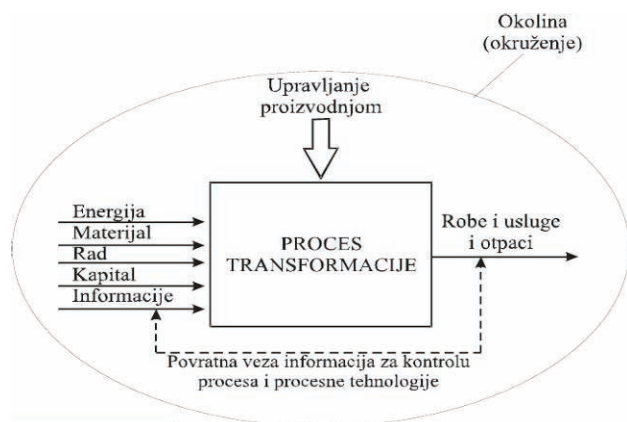 Okolina
(okruženje)
Upravljanje
proizvodnjom
Energija
Materijal
Rad
Kapital
Informacije
PROCES
TRANSFORMACIJE
Robe i usluge
i otpaci
Povratna veza informacija za kontrolu
procesa i procesne tehnologije